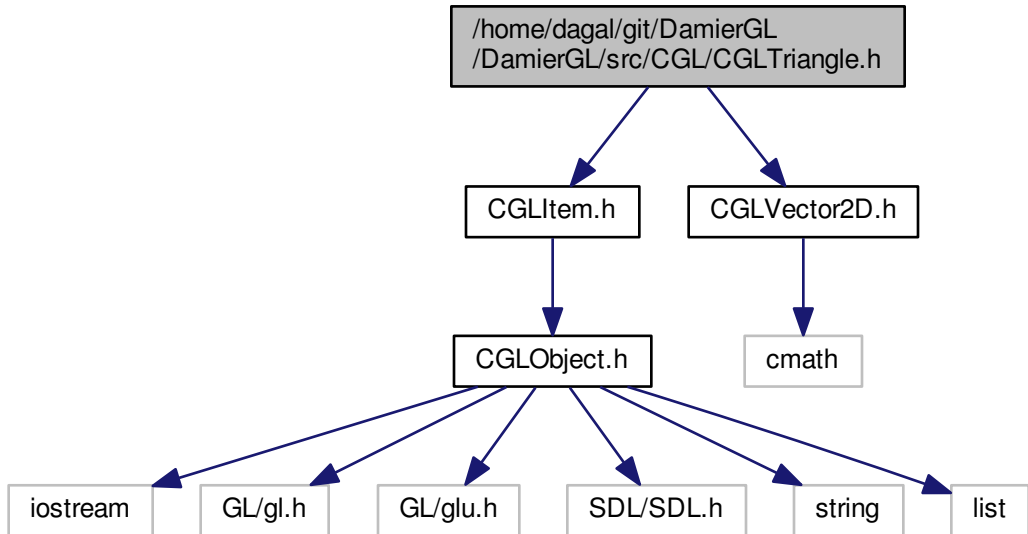 /home/dagal/git/DamierGL
/DamierGL/src/CGL/CGLTriangle.h
CGLItem.h
CGLVector2D.h
CGLObject.h
cmath
iostream
GL/gl.h
GL/glu.h
SDL/SDL.h
string
list